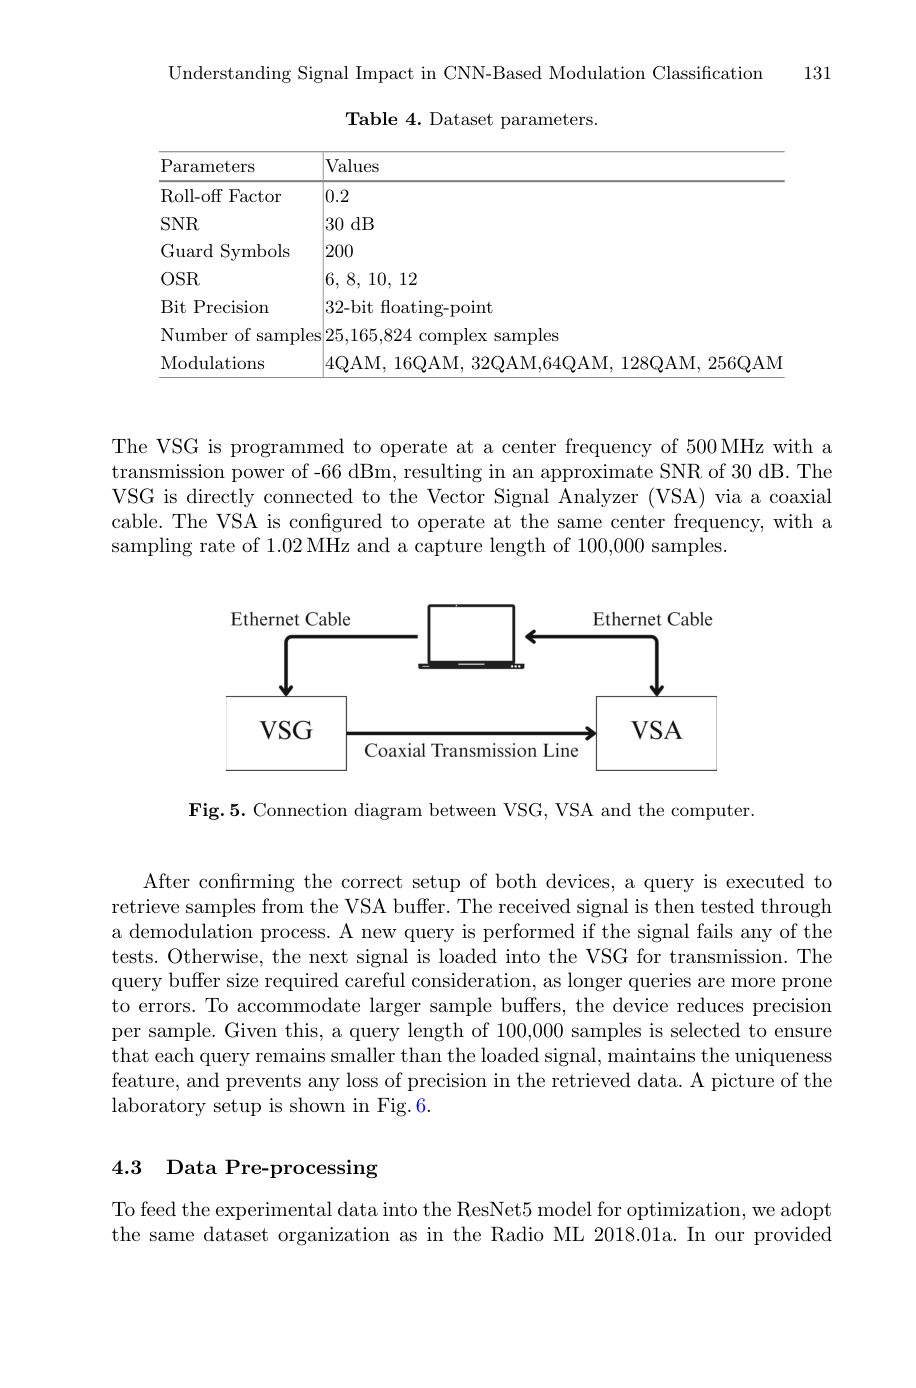 Understanding Signal Impact in CNN-Based Modulation Classification 131
Table 4. Dataset parameters.
Parameters Values
Roll-off Factor 0.2
SNR 30 dB
Guard Symbols 200
OSR 6, 8, 10, 12
Bit Precision 32-bit floating-point
Number of samples 25,165,824 complex samples
Modulations 4QAM, 16QAM, 32QAM,64QAM, 128QAM, 256QAM
The VSG is programmed to operate at a center frequency of 500 MHz with a
transmission power of -66 dBm, resulting in an approximate SNR of 30 dB. The
VSG is directly connected to the Vector Signal Analyzer (VSA) via a coaxial
cable. The VSA is configured to operate at the same center frequency, with a
sampling rate of 1.02 MHz and a capture length of 100,000 samples.
Ethernet Cable Ethernet Cable
VSG VSA
Coaxial Transmission Line
Fig. 5. Connection diagram between VSG, VSA and the computer.
After confirming the correct setup of both devices, a query is executed to
retrieve samples from the VSA buffer. The received signal is then tested through
a demodulation process. A new query is performed if the signal fails any of the
tests. Otherwise, the next signal is loaded into the VSG for transmission. The
query buffer size required careful consideration, as longer queries are more prone
to errors. To accommodate larger sample buffers, the device reduces precision
per sample. Given this, a query length of 100,000 samples is selected to ensure
that each query remains smaller than the loaded signal, maintains the uniqueness
feature, and prevents any loss of precision in the retrieved data. A picture of the
laboratory setup is shown in Fig. 6.
4.3 Data Pre-processing
To feed the experimental data into the ResNet5 model for optimization, we adopt
the same dataset organization as in the Radio ML 2018.01a. In our provided